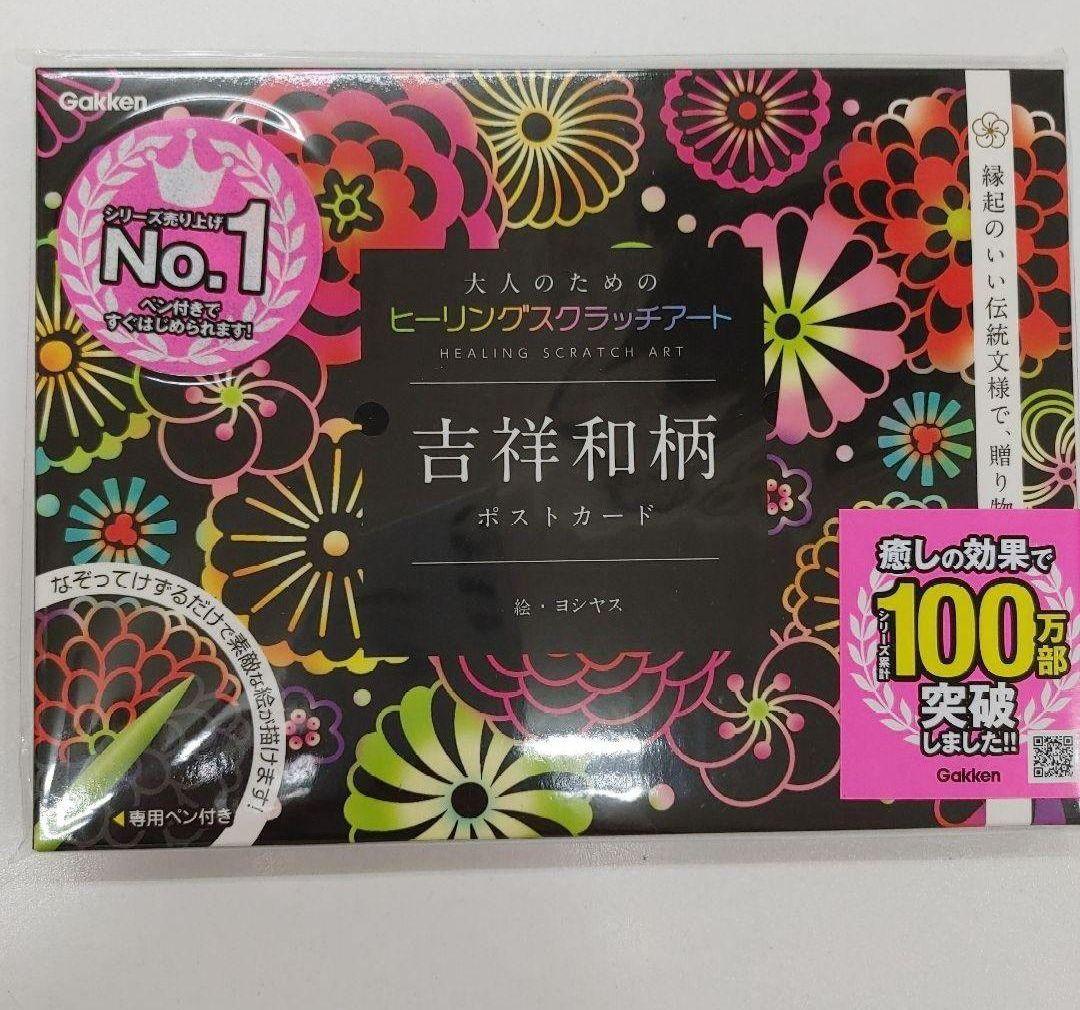 Gakken
シリーズ売り上げ
No.1
ペン付きで
すぐはじめられます!
大人のための
ヒーリングスクラッチアート
HEALING SCRATCH ART
吉祥和柄
ポストカード
絵・ヨシヤス
縁起のいい伝統文様で、贈り物
なぞってけずるだけで素敵な絵が描けます!
専用ペン付き
癒しの効果で
シリーズ累計
100万部
突破
しました!!
Gakken